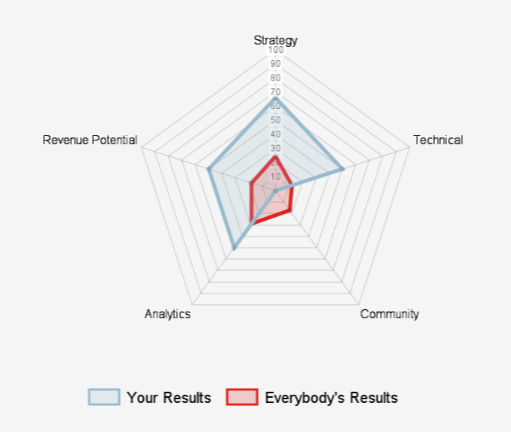 Strategy
100
90
80
70
60
50
40
30
10
Revenue Potential
Technical
Analytics
Community
Your Results
Everybody's Results